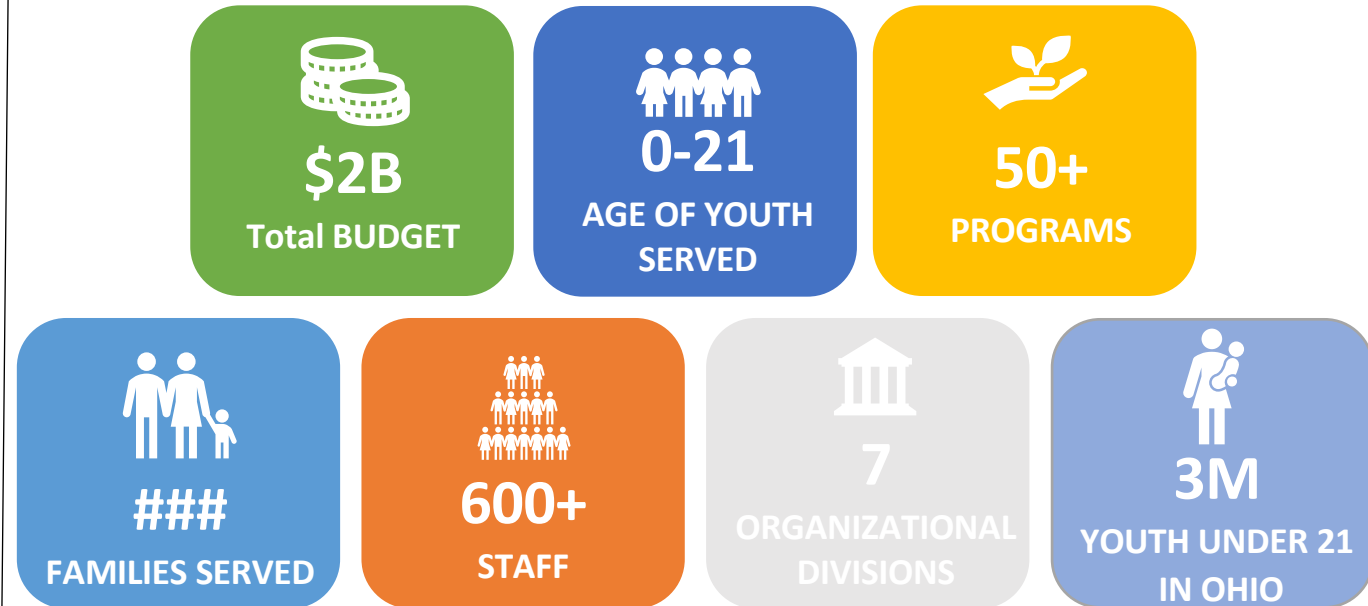 $2B
Total BUDGET
0-21
AGE OF YOUTH
SERVED
50+
PROGRAMS
###
FAMILIES SERVED
600+
STAFF
7
ORGANIZATIONAL
DIVISIONS
3M
YOUTH UNDER 21
IN OHIO